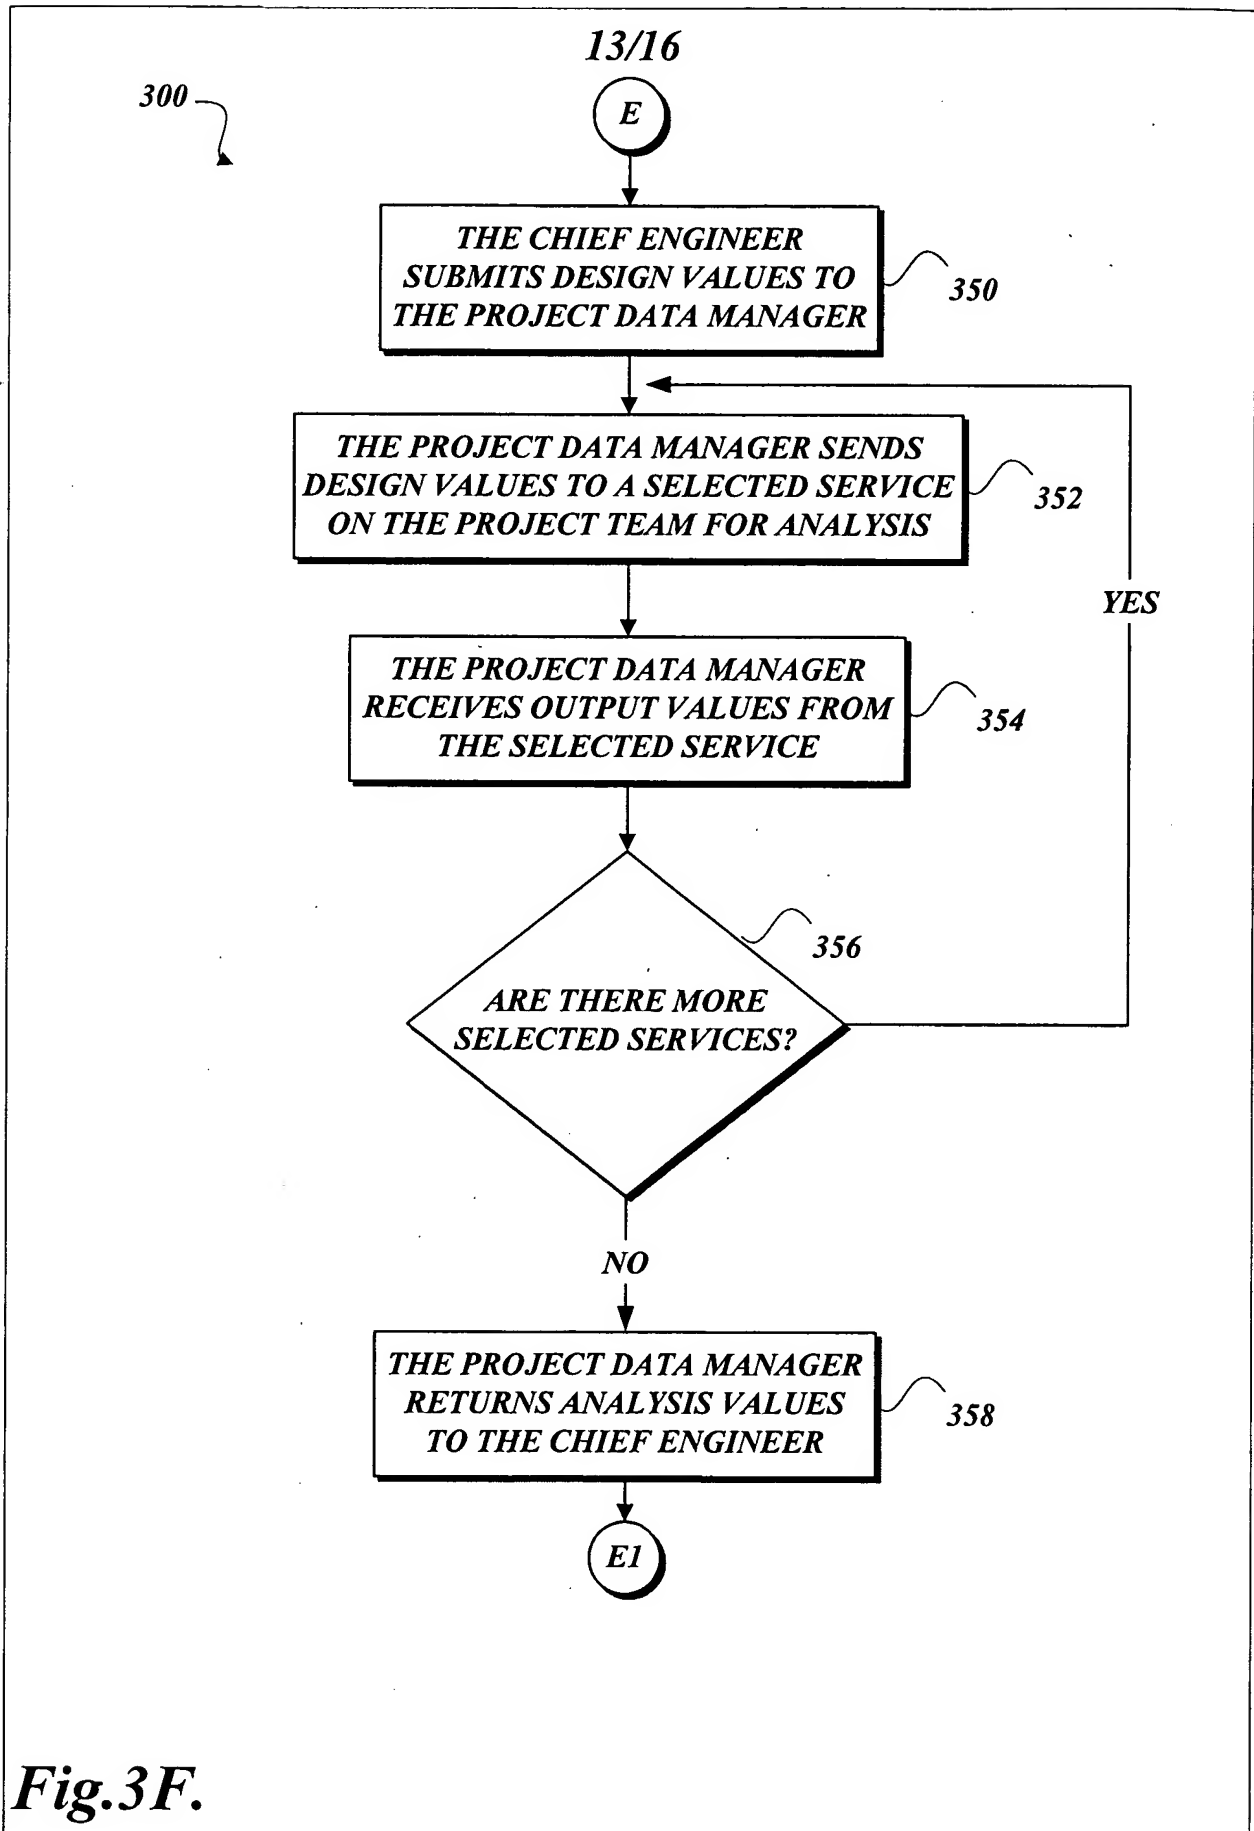 13/16
300
E
THE CHIEF ENGINEER
SUBMITS DESIGN VALUES TO
THE PROJECT DATA MANAGER
350
THE PROJECT DATA MANAGER SENDS
DESIGN VALUES TO A SELECTED SERVICE
ON THE PROJECT TEAM FOR ANALYSIS
352
YES
THE PROJECT DATA MANAGER
RECEIVES OUTPUT VALUES FROM
THE SELECTED SERVICE
354
356
ARE THERE MORE
SELECTED SERVICES?
NO
THE PROJECT DATA MANAGER
RETURNS ANALYSIS VALUES
TO THE CHIEF ENGINEER
358
E1
Fig.3F.